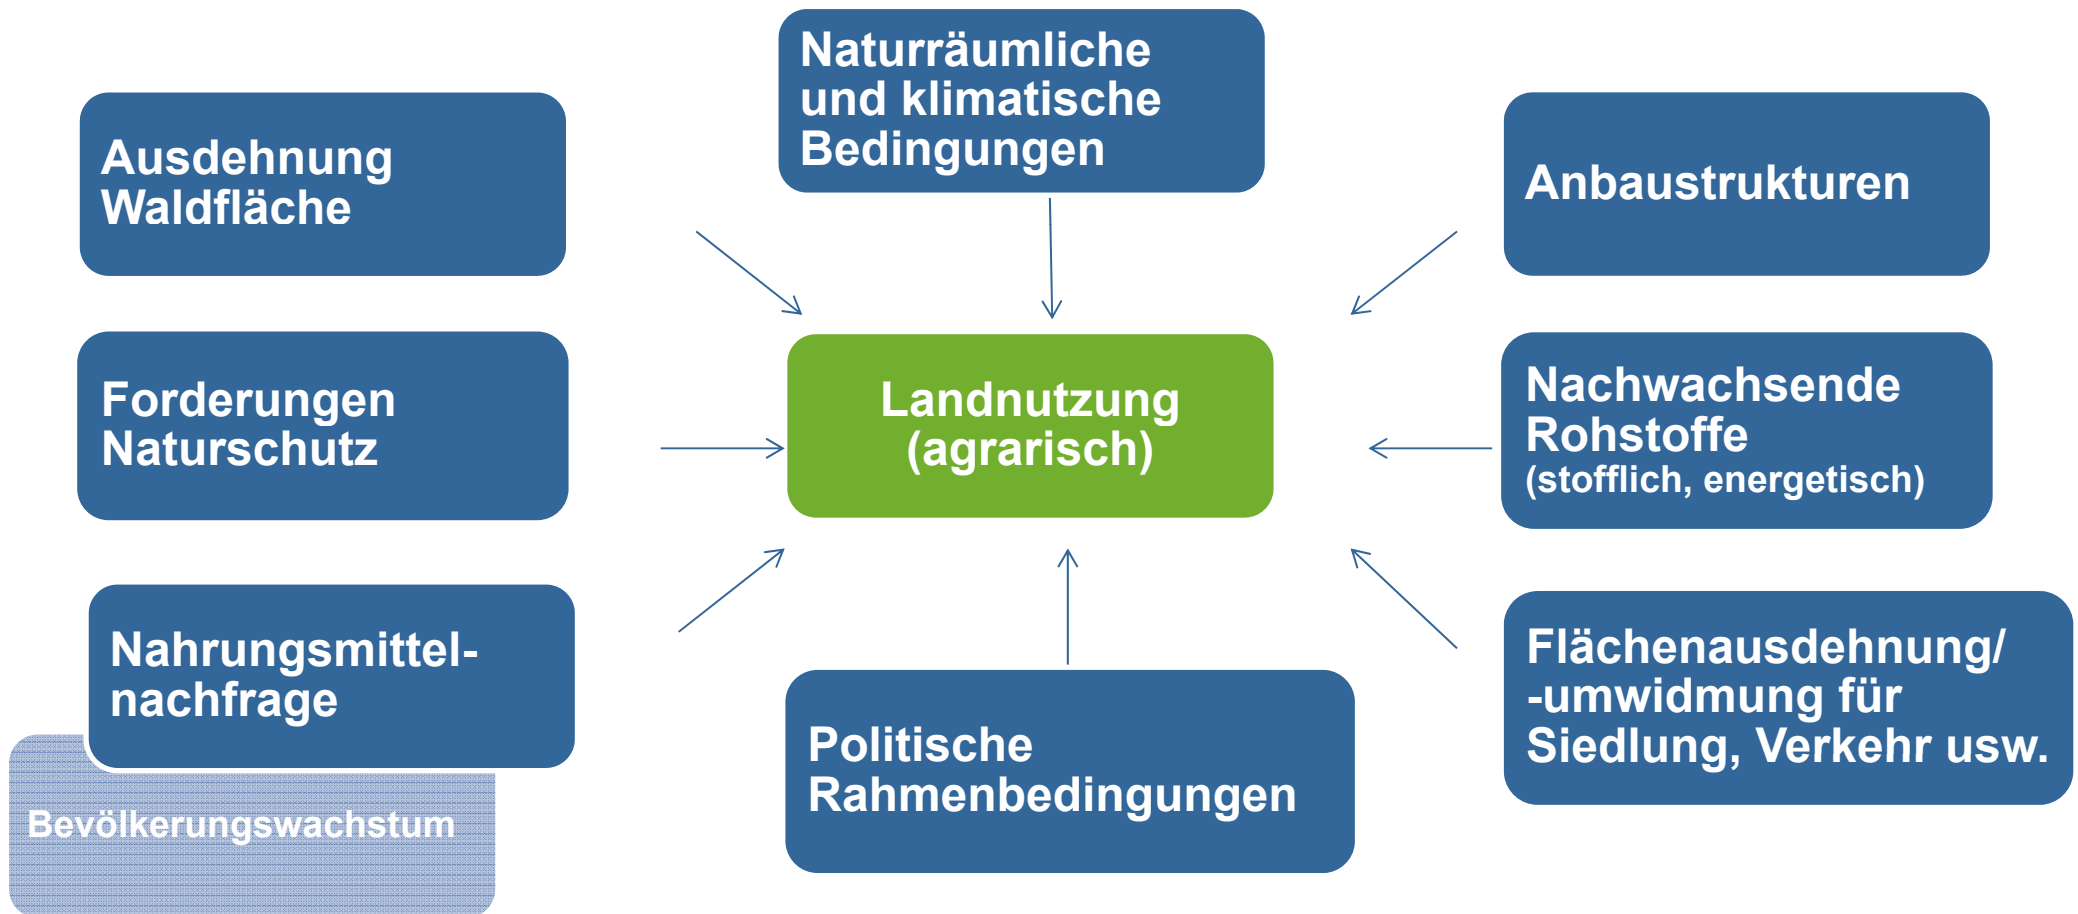 Naturräumliche
und klimatische
Bedingungen
Ausdehnung
Waldfläche
Anbaustrukturen
Forderungen
Naturschutz
Landnutzung
(agrarisch)
Nachwachsende
Rohstoffe
(stofflich, energetisch)
Nahrungsmittel-
nachfrage
Bevölkerungswachstum
Politische
Rahmenbedingungen
Flächenausdehnung/
-umwidmung für
Siedlung, Verkehr usw.